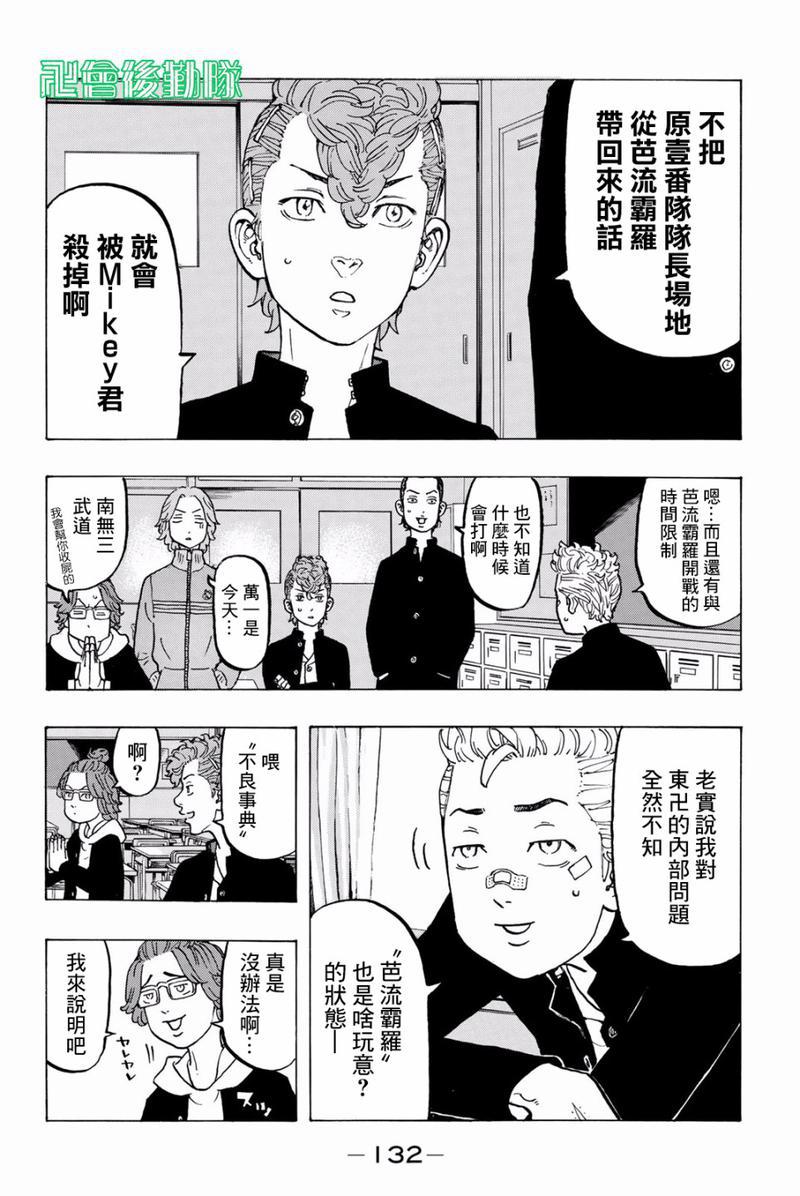 卍會後勤隊
不把
原壹番隊隊長場地
從芭流霸羅
帶回來的話
就會
被Mikey君
殺掉啊
嗯…而且還有與
芭流霸羅開戰的
時間限制
也不知道
什麼時候
會打啊
萬一是
今天…
南無三
武道
我會幫你收屍的
老實說我對
東卍的內部問題
全然不知
〝芭流霸羅〞
也是啥玩意?
的狀態—
喂
〝不良事典〞
啊?
真是
沒辦法啊…
我來說明吧
ヤレヤレ
スッ
—132—